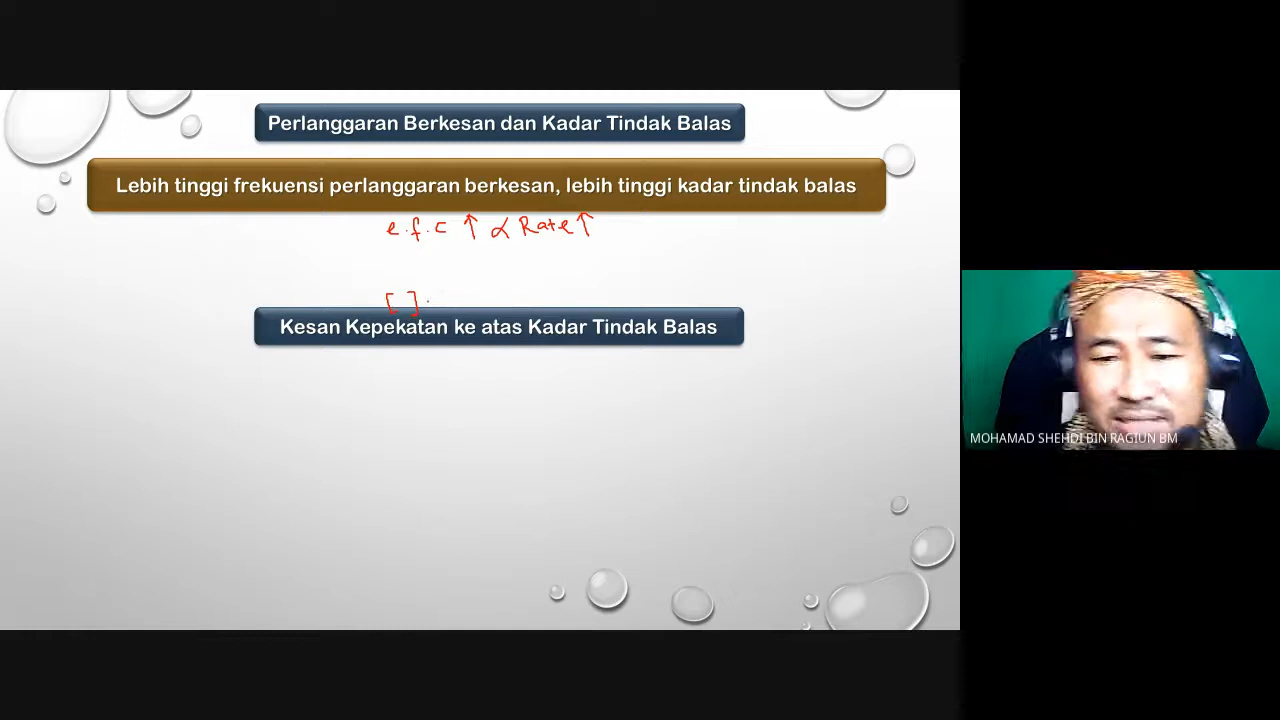 Perlanggaran Berkesan dan Kadar Tindak Balas
Lebih tinggi frekuensi perlanggaran berkesan, lebih tinggi kadar tindak balas
e.f.c ↑ ∝ Rate ↑
[ ].
Kesan Kepekatan ke atas Kadar Tindak Balas
MOHAMAD SHEHDI BIN RAGIUN BM